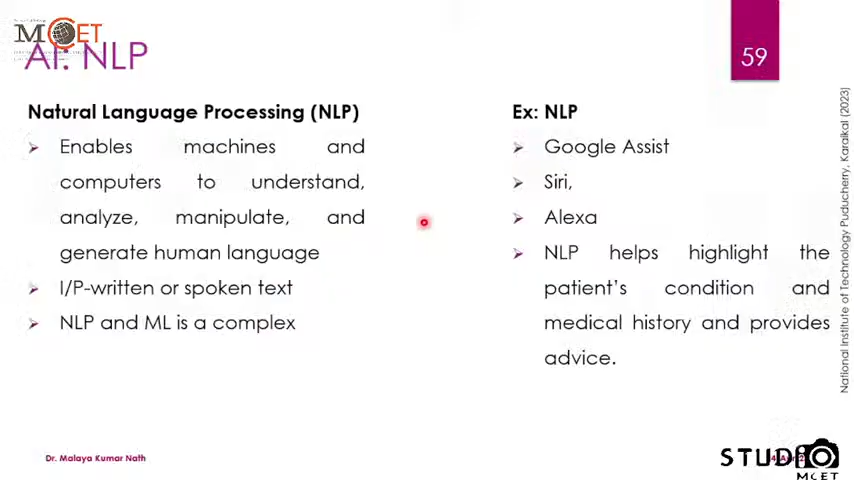 MCET
AI: NLP
59
Natural Language Processing (NLP)
Enables machines and
computers to understand,
analyze, manipulate, and
generate human language
I/P-written or spoken text
NLP and ML is a complex
Ex: NLP
Google Assist
Siri,
Alexa
NLP helps highlight the
patient's condition and
medical history and provides
advice.
National Institute of Technology Puducherry, Karaikal (2023)
Dr. Malaya Kumar Nath
STUDIO
MCET